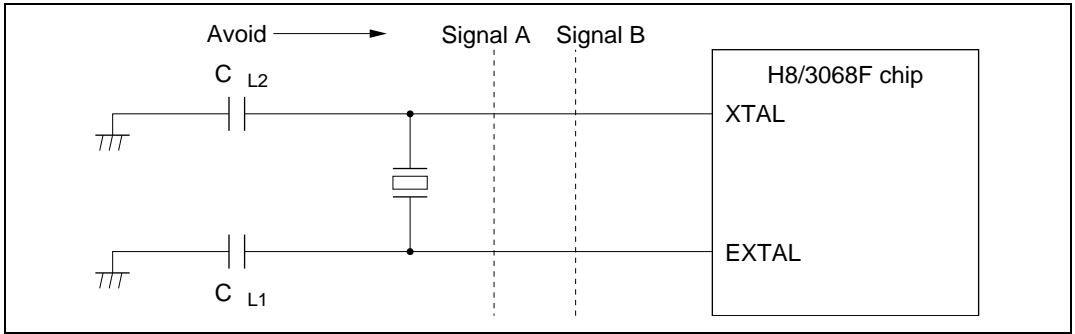 Avoid
Signal A
Signal B
C L2
H8/3068F chip
XTAL
EXTAL
C L1